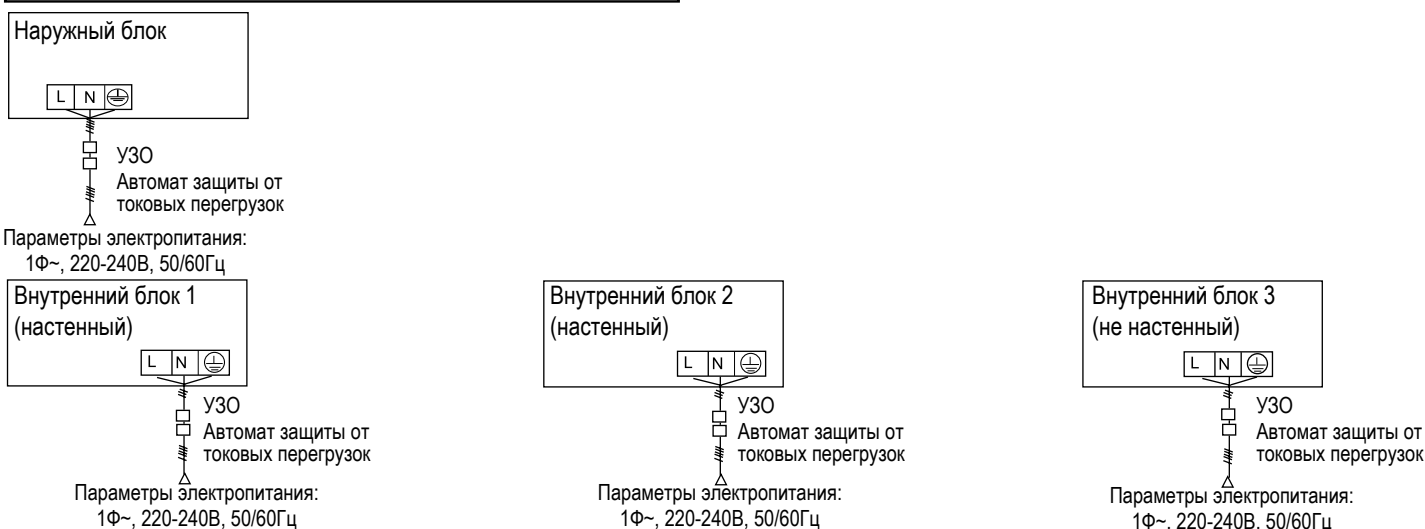 Наружный блок
L N
УЗО
Автомат защиты от
токовых перегрузок
Параметры электропитания:
1Ф~, 220-240В, 50/60Гц
Внутренний блок 1
(настенный)
L N
УЗО
Автомат защиты от
токовых перегрузок
Параметры электропитания:
1Ф~, 220-240В, 50/60Гц
Внутренний блок 2
(настенный)
L N
УЗО
Автомат защиты от
токовых перегрузок
Параметры электропитания:
1Ф~, 220-240В, 50/60Гц
Внутренний блок 3
(не настенный)
L N
УЗО
Автомат защиты от
токовых перегрузок
Параметры электропитания:
1Ф~, 220-240В, 50/60Гц